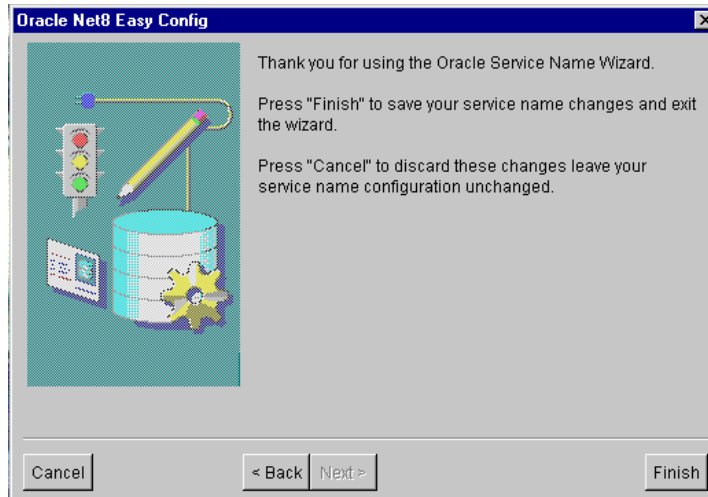 Oracle Net8 Easy Config
Thank you for using the Oracle Service Name Wizard.
Press "Finish" to save your service name changes and exit
the wizard.
Press "Cancel" to discard these changes leave your
service name configuration unchanged.
Cancel
< Back
Next >
Finish